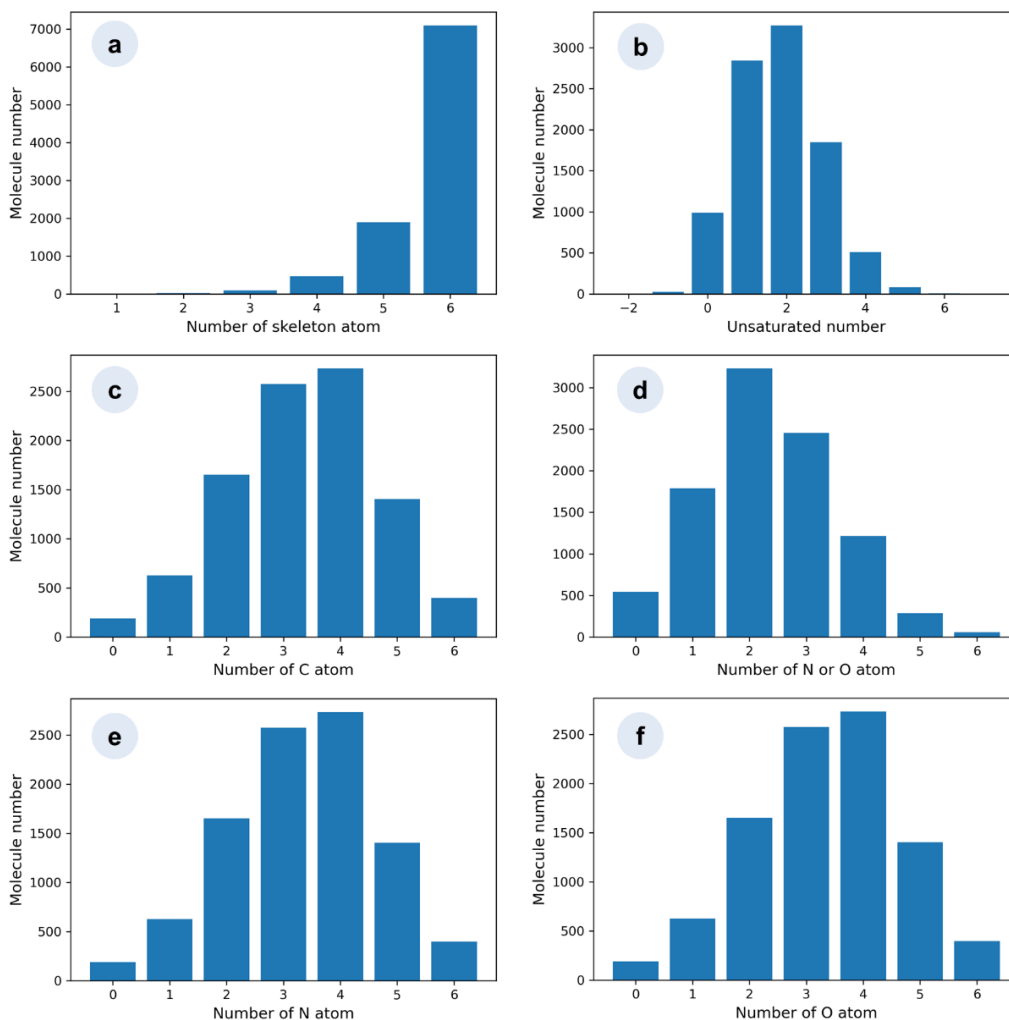 a
7000
6000
5000
4000
3000
2000
1000
0
Molecule number
1 2 3 4 5 6
Number of skeleton atom
b
3000
2500
2000
1500
1000
500
0
Molecule number
−2 0 2 4 6
Unsaturated number
c
2500
2000
1500
1000
500
0
Molecule number
0 1 2 3 4 5 6
Number of C atom
d
3000
2500
2000
1500
1000
500
0
Molecule number
0 1 2 3 4 5 6
Number of N or O atom
e
2500
2000
1500
1000
500
0
Molecule number
0 1 2 3 4 5 6
Number of N atom
f
2500
2000
1500
1000
500
0
Molecule number
0 1 2 3 4 5 6
Number of O atom